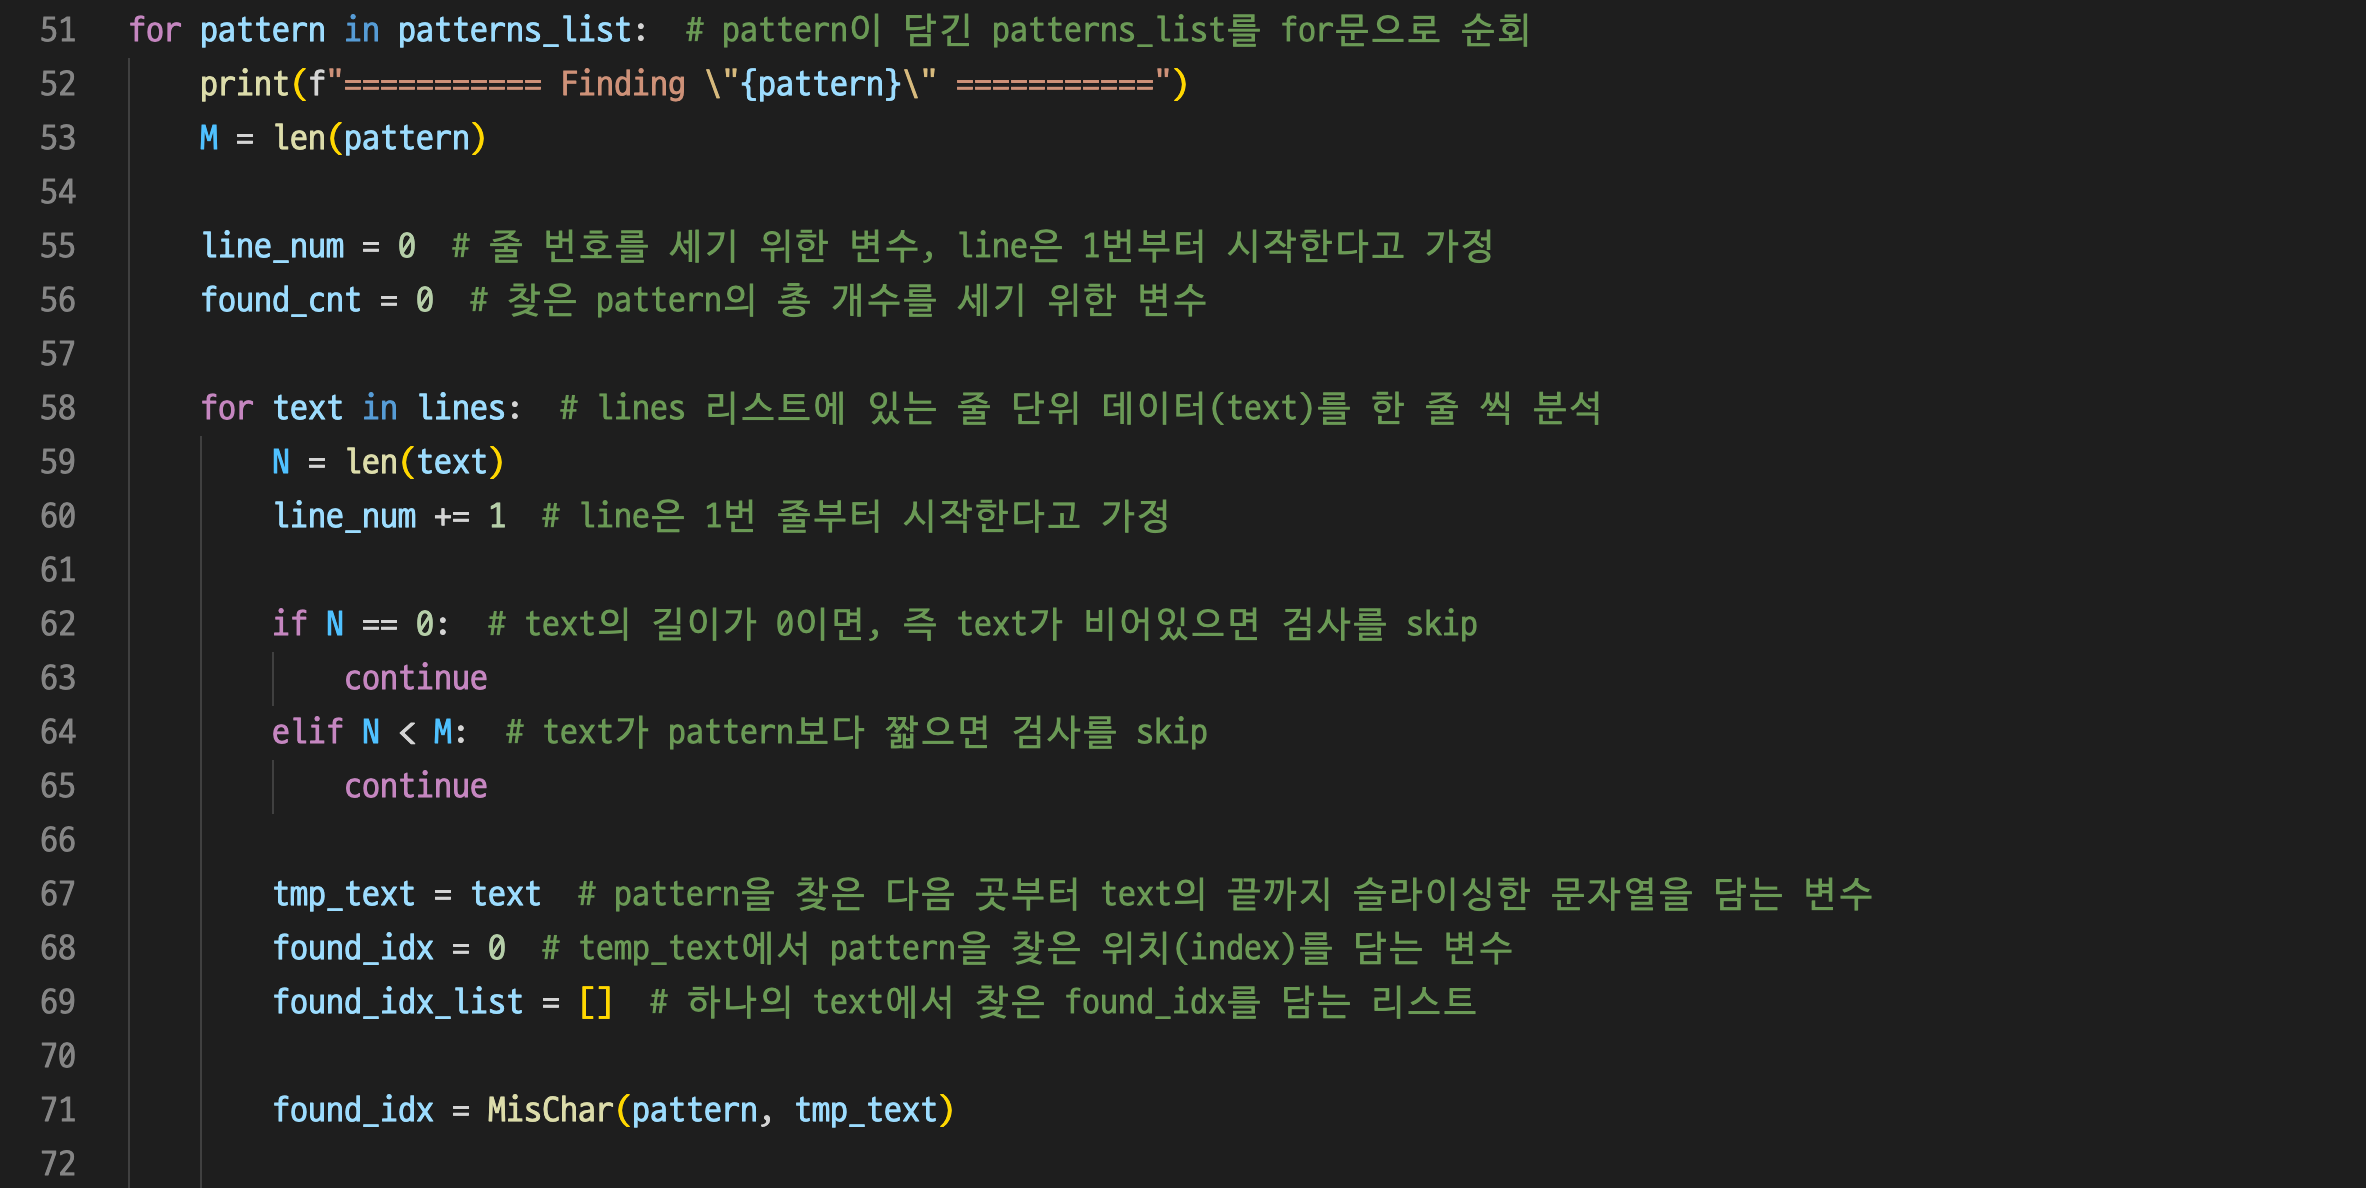 51 for pattern in patterns_list:  # pattern이 담긴 patterns_list를 for문으로 순회
52     print(f"=========== Finding \"{pattern}\" ===========")
53     M = len(pattern)
54
55     line_num = 0  # 줄 번호를 세기 위한 변수, line은 1번부터 시작한다고 가정
56     found_cnt = 0  # 찾은 pattern의 총 개수를 세기 위한 변수
57
58     for text in lines:  # lines 리스트에 있는 줄 단위 데이터(text)를 한 줄 씩 분석
59         N = len(text)
60         line_num += 1  # line은 1번 줄부터 시작한다고 가정
61
62         if N == 0:  # text의 길이가 0이면, 즉 text가 비어있으면 검사를 skip
63             continue
64         elif N < M:  # text가 pattern보다 짧으면 검사를 skip
65             continue
66
67         tmp_text = text  # pattern을 찾은 다음 곳부터 text의 끝까지 슬라이싱한 문자열을 담는 변수
68         found_idx = 0  # temp_text에서 pattern을 찾은 위치(index)를 담는 변수
69         found_idx_list = []  # 하나의 text에서 찾은 found_idx를 담는 리스트
70
71         found_idx = MisChar(pattern, tmp_text)
72